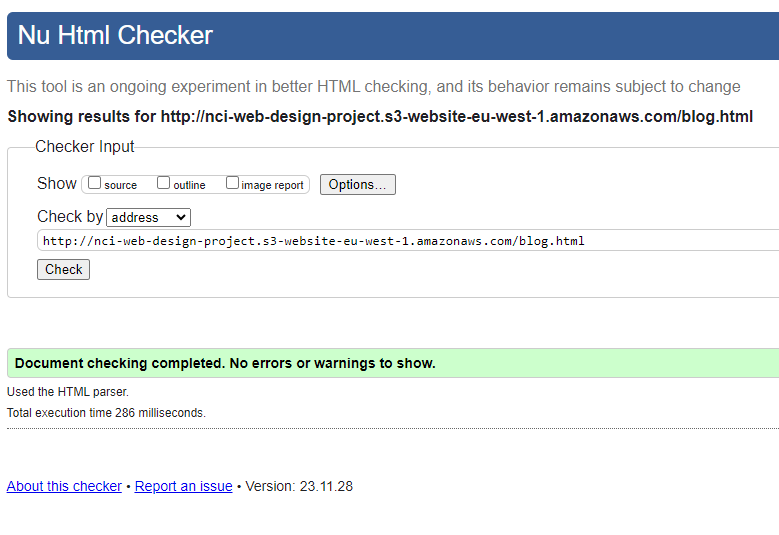 Nu Html Checker
This tool is an ongoing experiment in better HTML checking, and its behavior remains subject to change
Showing results for http://nci-web-design-project.s3-website-eu-west-1.amazonaws.com/blog.html
Checker Input
Show source outline image report Options...
Check by address
http://nci-web-design-project.s3-website-eu-west-1.amazonaws.com/blog.html
Check
Document checking completed. No errors or warnings to show.
Used the HTML parser.
Total execution time 286 milliseconds.
About this checker • Report an issue • Version: 23.11.28